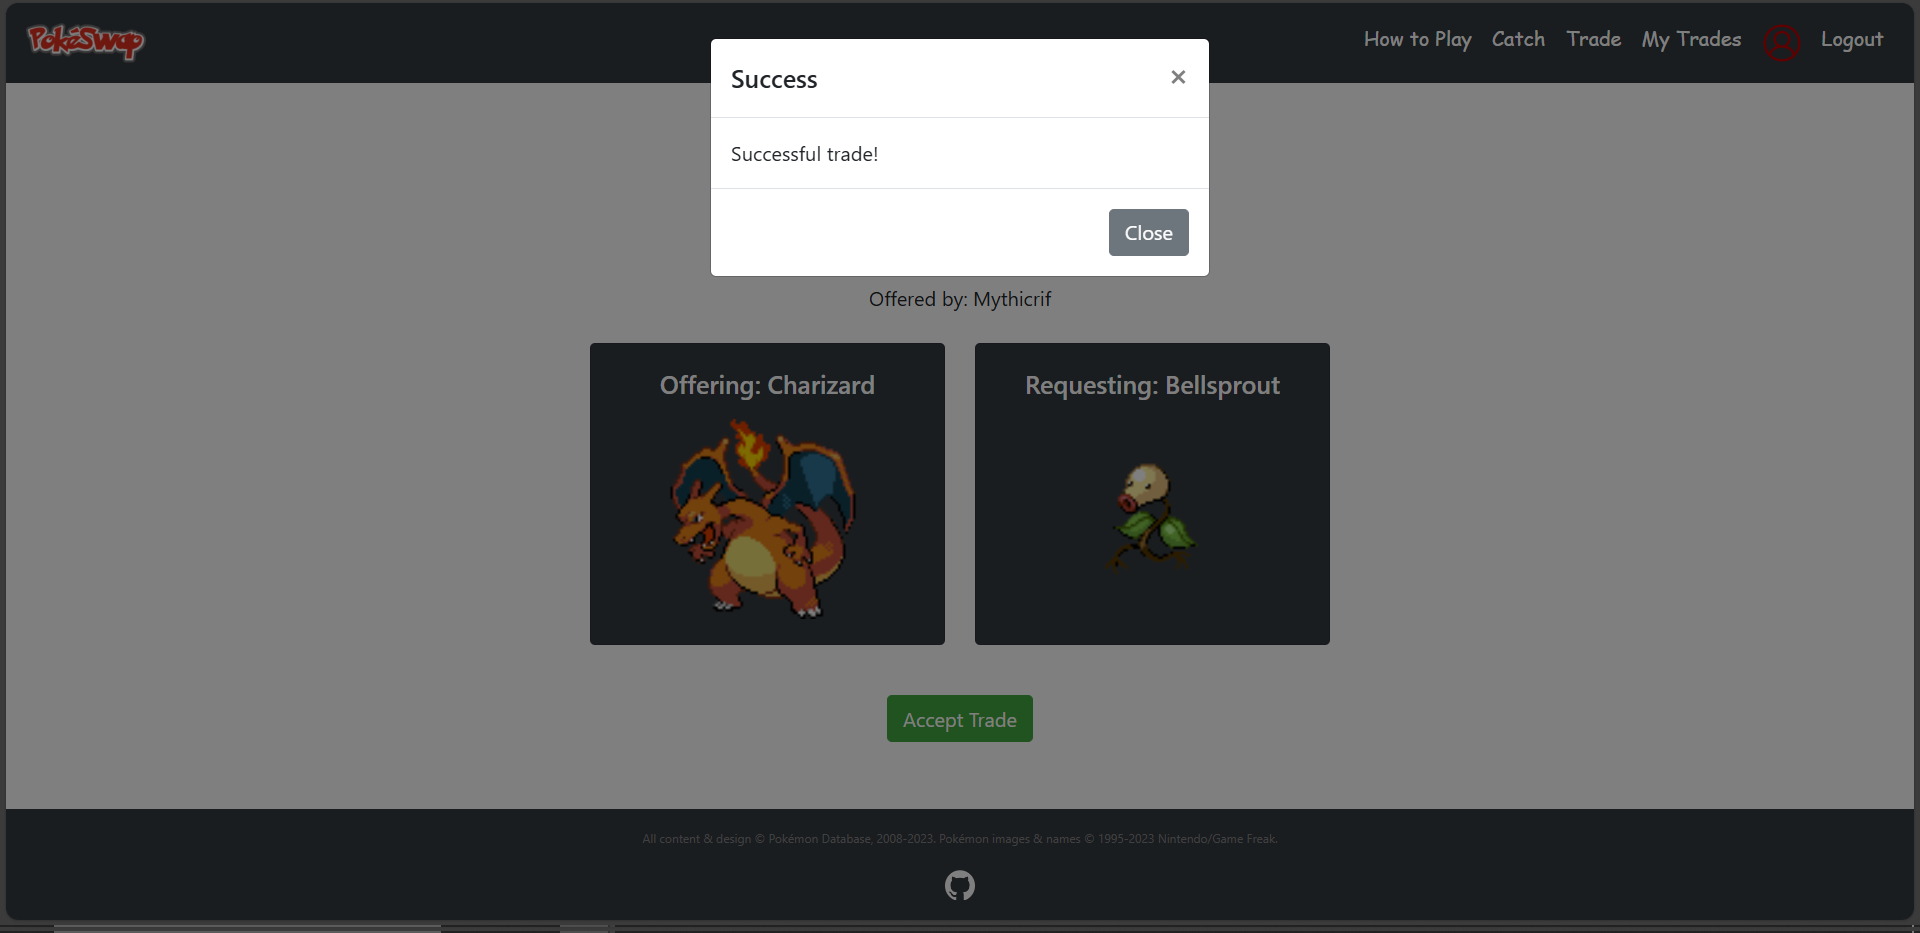 PokéSwap
How to Play Catch Trade My Trades Logout
Success ×
Successful trade!
Close
Offered by: Mythicrif
Offering: Charizard
Requesting: Bellsprout
Accept Trade
All content & design © Pokémon Database, 2008-2023. Pokémon images & names © 1995-2023 Nintendo/Game Freak.